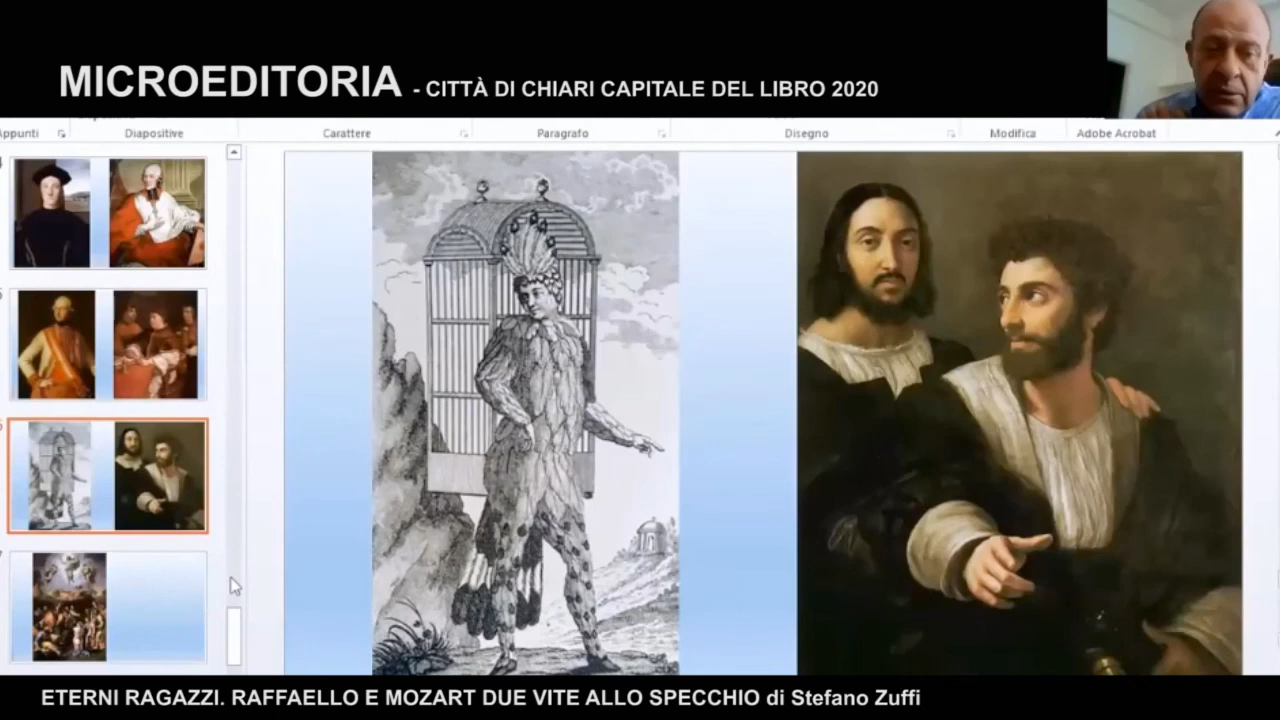 MICROEDITORIA - CITTÀ DI CHIARI CAPITALE DEL LIBRO 2020
Appunti Diapositive Carattere Paragrafo Disegno Modifica Adobe Acrobat
ETERNI RAGAZZI. RAFFAELLO E MOZART DUE VITE ALLO SPECCHIO di Stefano Zuffi